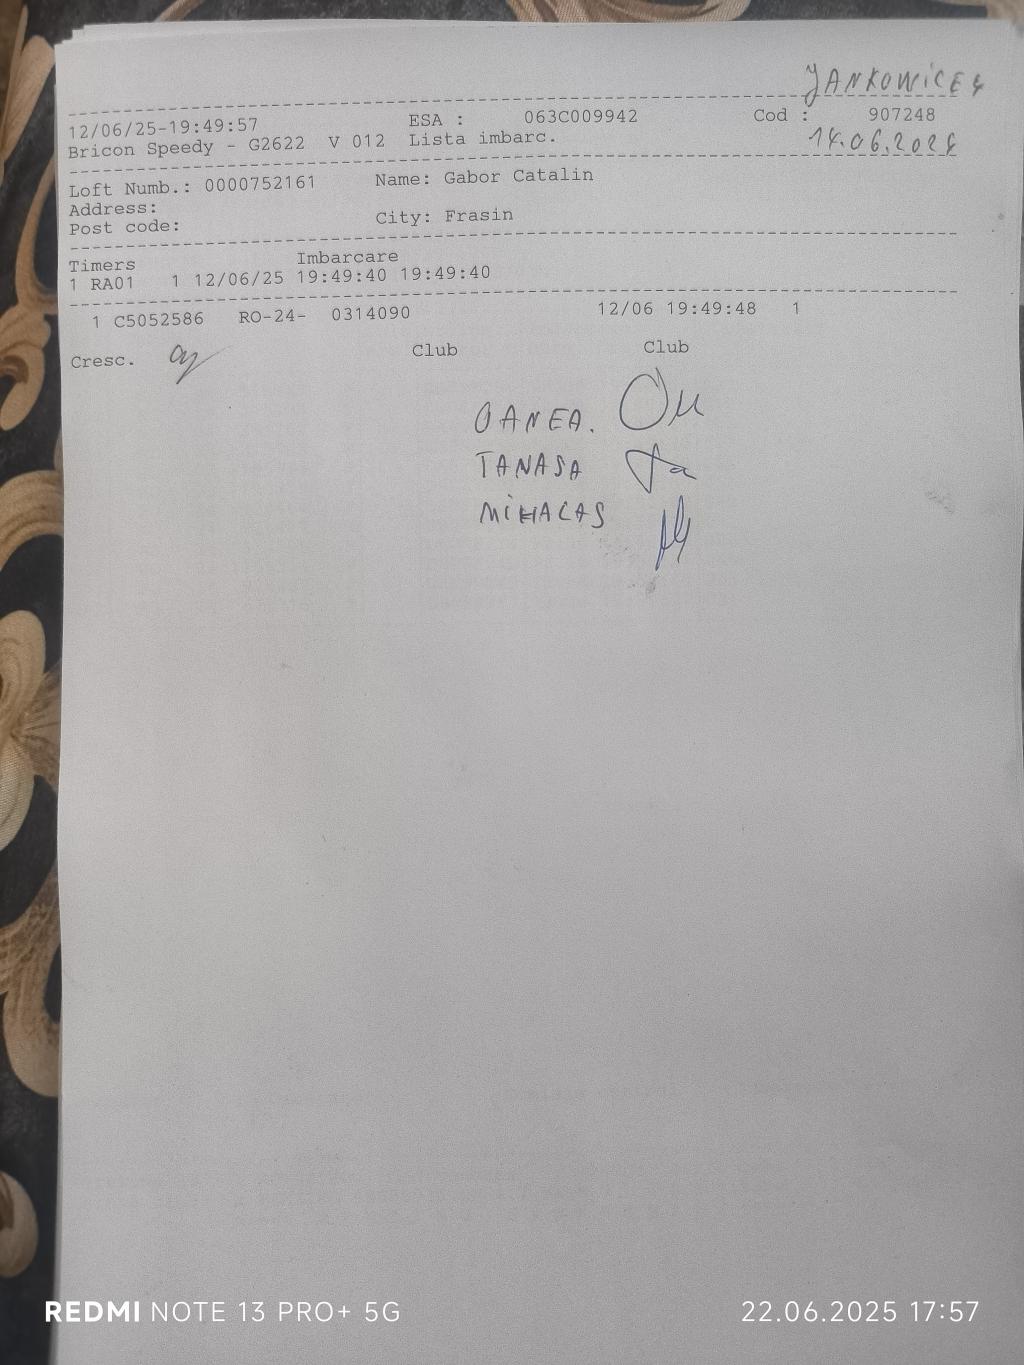 JANKOWICE
12/06/25-19:49:57 ESA : 063C009942 Cod : 907248
Bricon Speedy - G2622 V 012 Lista imbarc. 14.06.202
Loft Numb.: 0000752161 Name: Gabor Catalin
Address:
Post code: City: Frasin
Timers Imbarcare
1 RA01 1 12/06/25 19:49:40 19:49:40
1 C5052586 RO-24- 0314090 12/06 19:49:48 1
Cresc. Club Club
OANEA.
TANASA
MIHALAS
REDMI NOTE 13 PRO+ 5G 22.06.2025 17:57